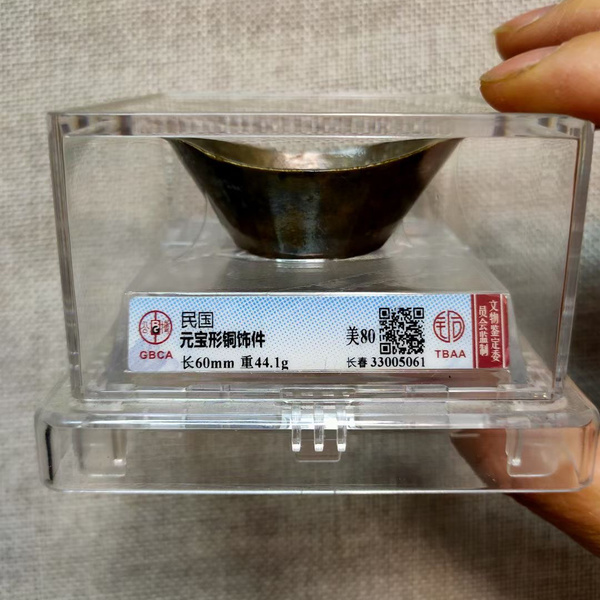 GBCA
民国
元宝形铜饰件
长60mm 重44.1g
美80
长春 33005061
TBAA
文物鉴定委
员会监制